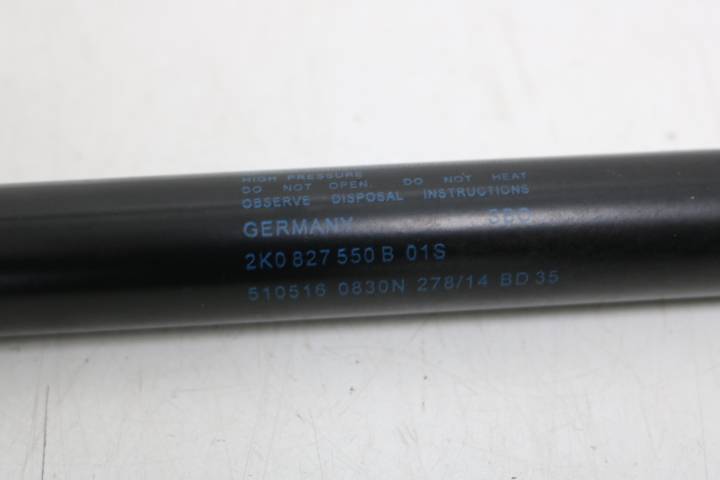 HIGH PRESSURE
DO NOT OPEN. DO NOT HEAT
OBSERVE DISPOSAL INSTRUCTIONS
GERMANY
2K0 827 550 B 01S
510516 0830N 278/14 BD 35